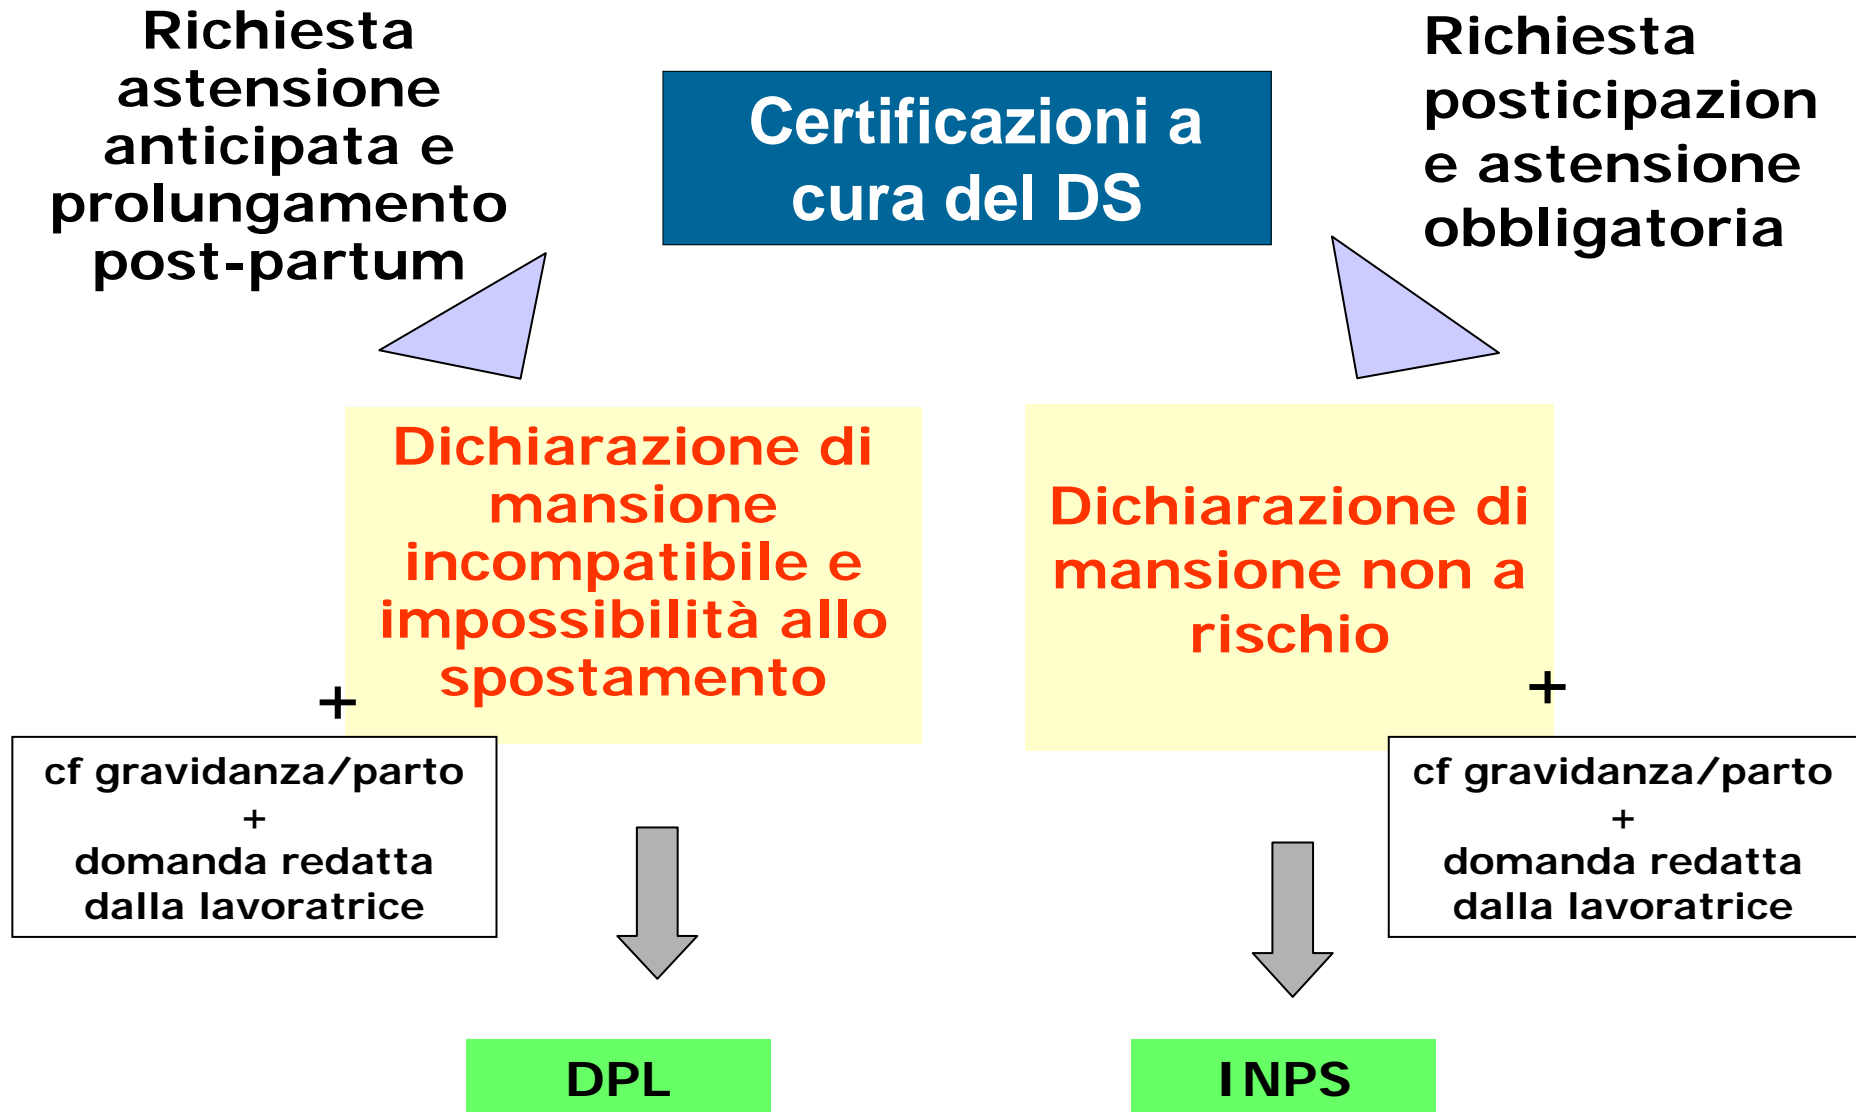 Richiesta
astensione
anticipata e
prolungamento
post-partum
Certificazioni a
cura del DS
Richiesta
posticipazion
e astensione
obbligatoria
Dichiarazione di
mansione
incompatibile e
impossibilità allo
spostamento
+
cf gravidanza/parto
+
domanda redatta
dalla lavoratrice
DPL
Dichiarazione di
mansione non a
rischio
+
cf gravidanza/parto
+
domanda redatta
dalla lavoratrice
INPS